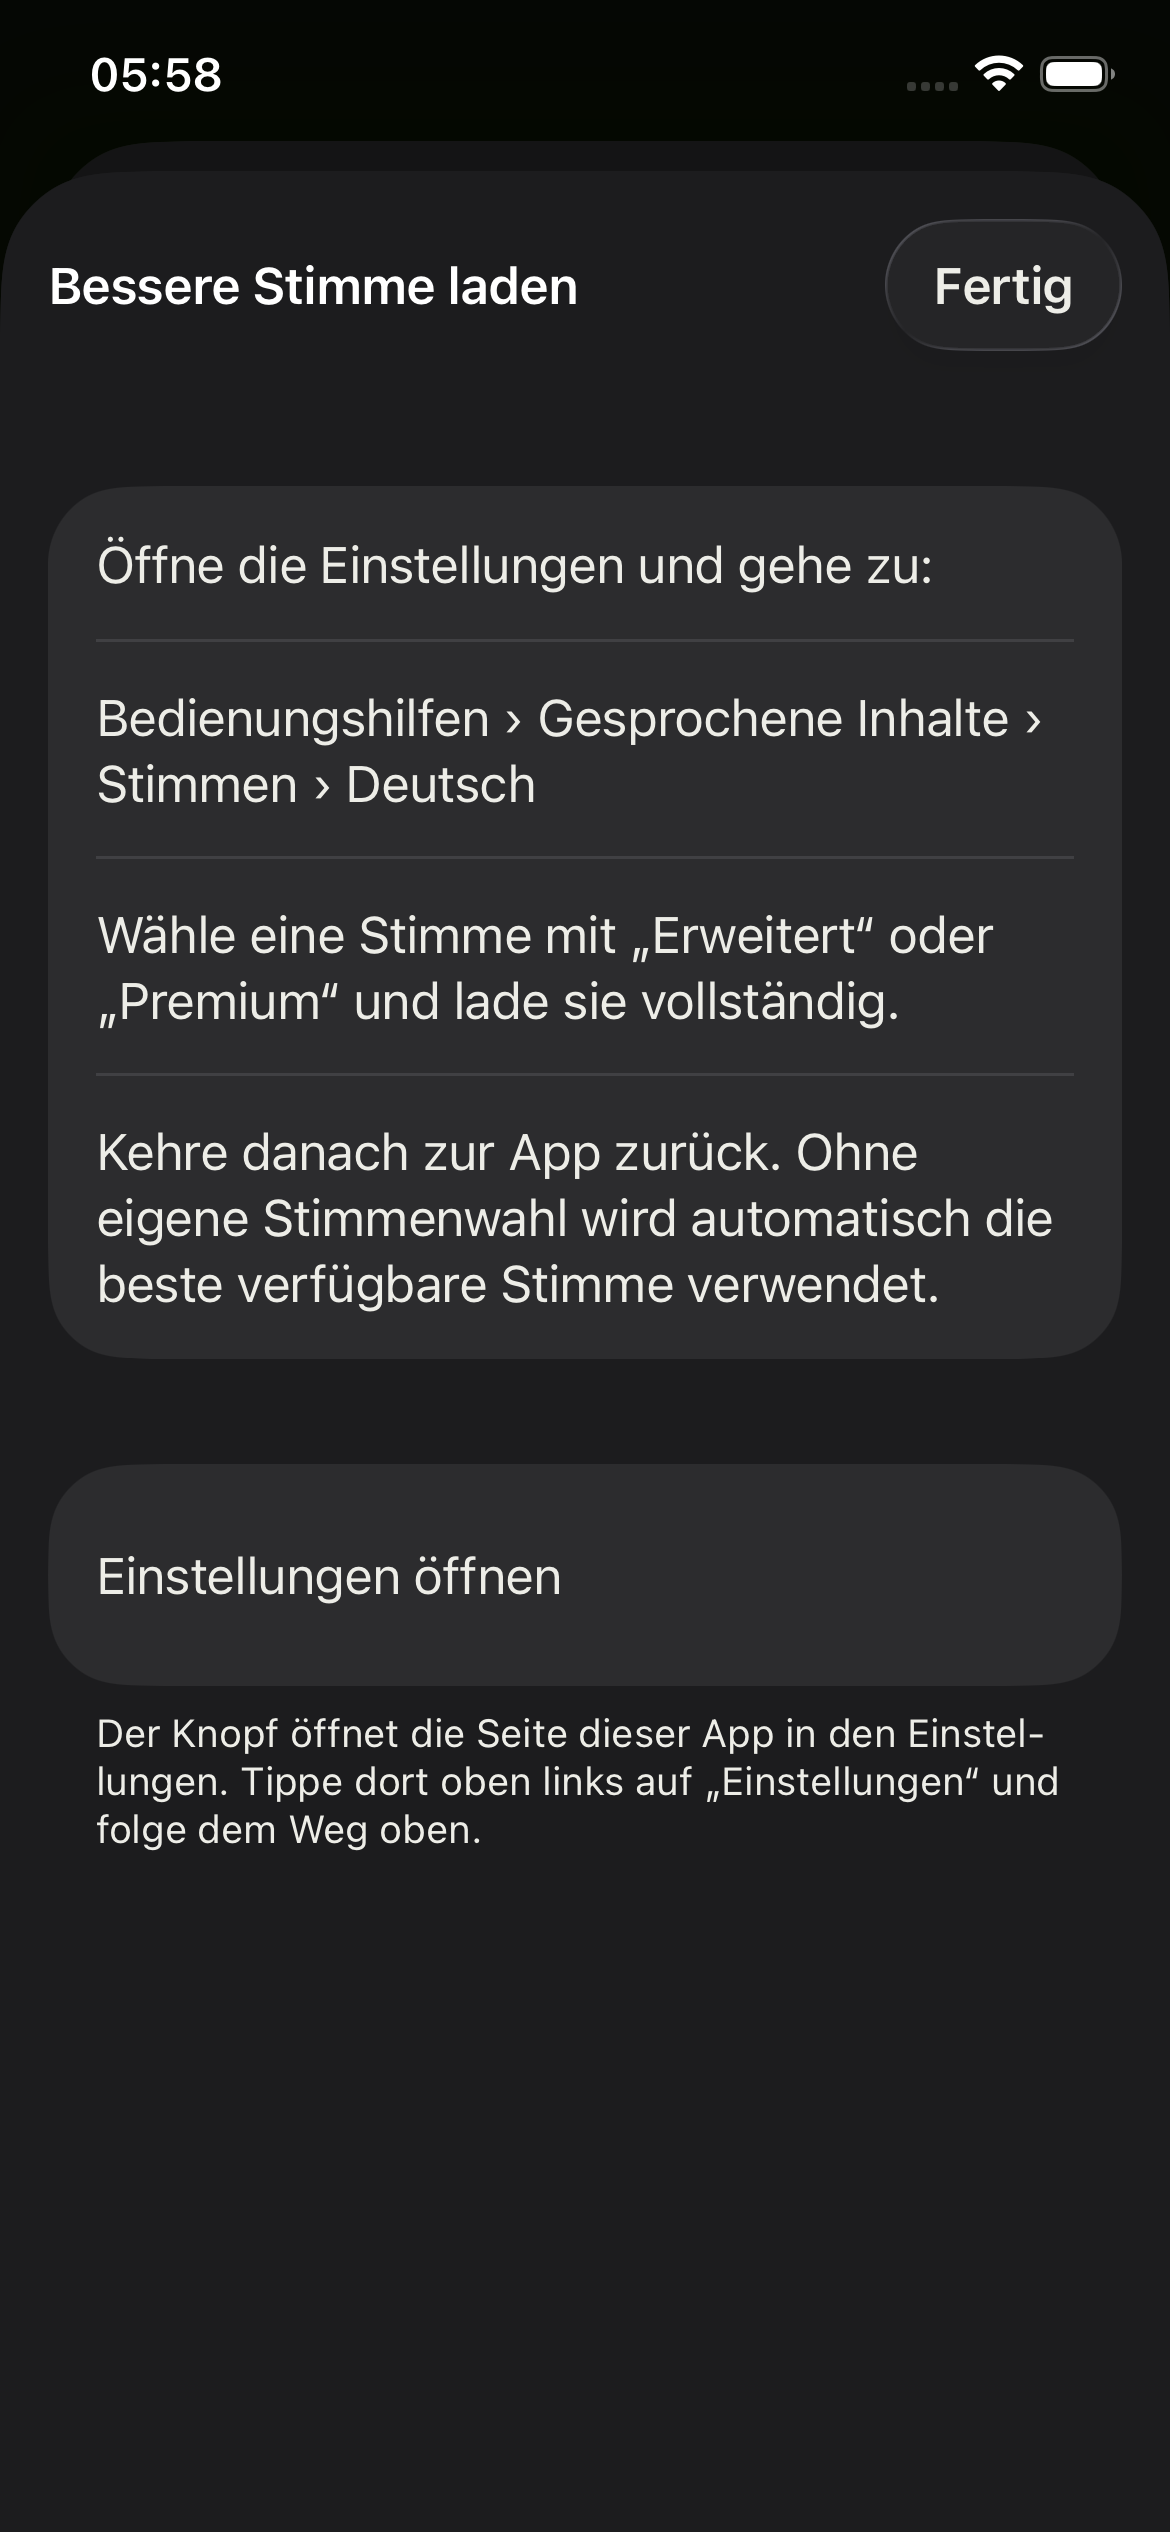 05:58
Bessere Stimme laden
Fertig
Öffne die Einstellungen und gehe zu:
Bedienungshilfen › Gesprochene Inhalte ›
Stimmen › Deutsch
Wähle eine Stimme mit „Erweitert“ oder
„Premium“ und lade sie vollständig.
Kehre danach zur App zurück. Ohne
eigene Stimmenwahl wird automatisch die
beste verfügbare Stimme verwendet.
Einstellungen öffnen
Der Knopf öffnet die Seite dieser App in den Einstel-
lungen. Tippe dort oben links auf „Einstellungen“ und
folge dem Weg oben.